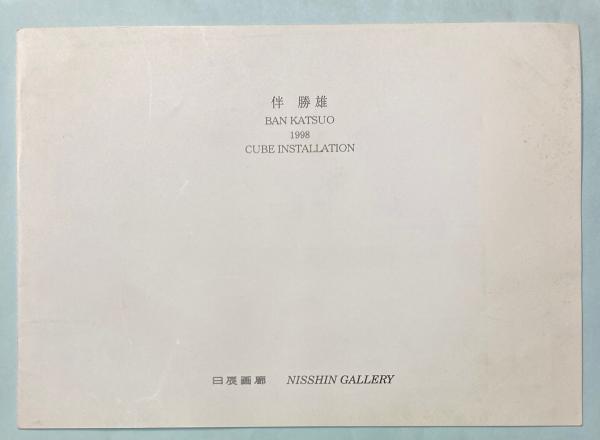 伴 勝雄
BAN KATSUO
1998
CUBE INSTALLATION
日辰画廊 NISSHIN GALLERY